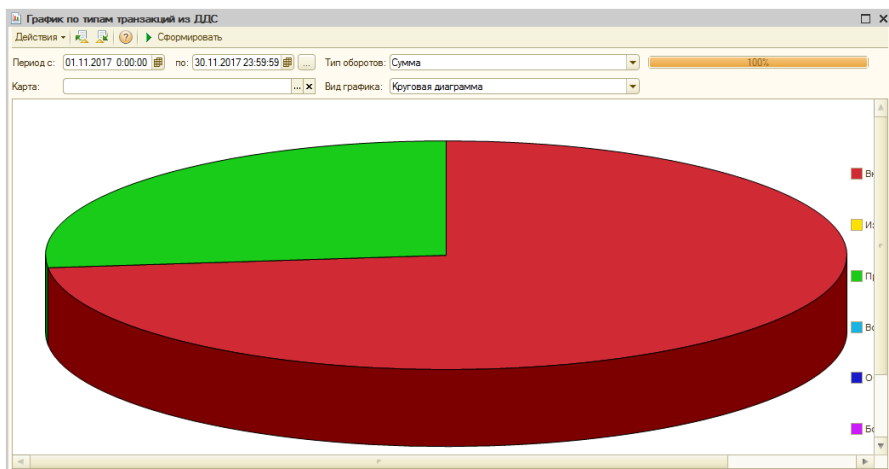 График по типам транзакций из ДДС
Действия Сформировать
Период с: 01.11.2017 0:00:00 по: 30.11.2017 23:59:59 ... Тип оборотов: Сумма 100%
Карта: ... x Вид графика: Круговая диаграмма